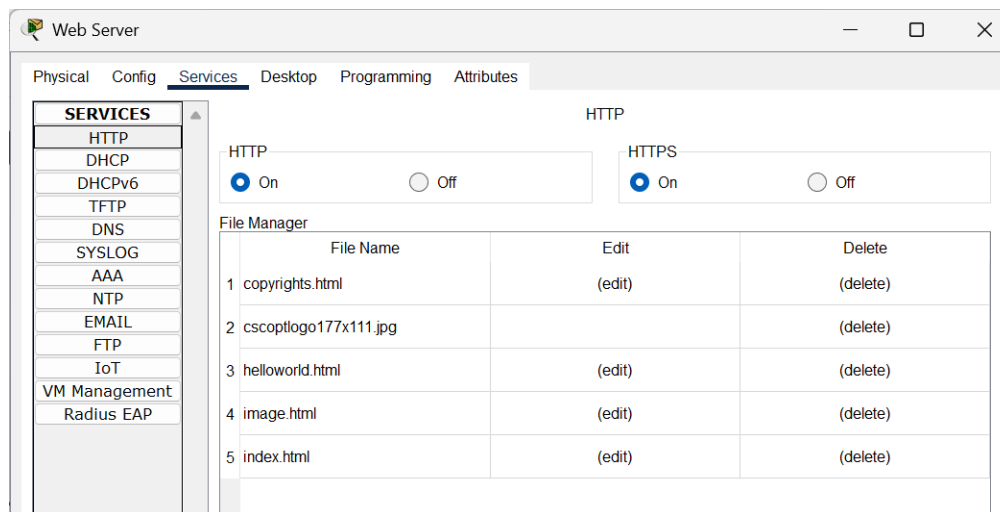 Web Server
Physical Config Services Desktop Programming Attributes
SERVICES
HTTP
DHCP
DHCPv6
TFTP
DNS
SYSLOG
AAA
NTP
EMAIL
FTP
IoT
VM Management
Radius EAP
HTTP
HTTP
On Off
HTTPS
On Off
File Manager
File Name Edit Delete
1 copyrights.html (edit) (delete)
2 cscoptlogo177x111.jpg (delete)
3 helloworld.html (edit) (delete)
4 image.html (edit) (delete)
5 index.html (edit) (delete)